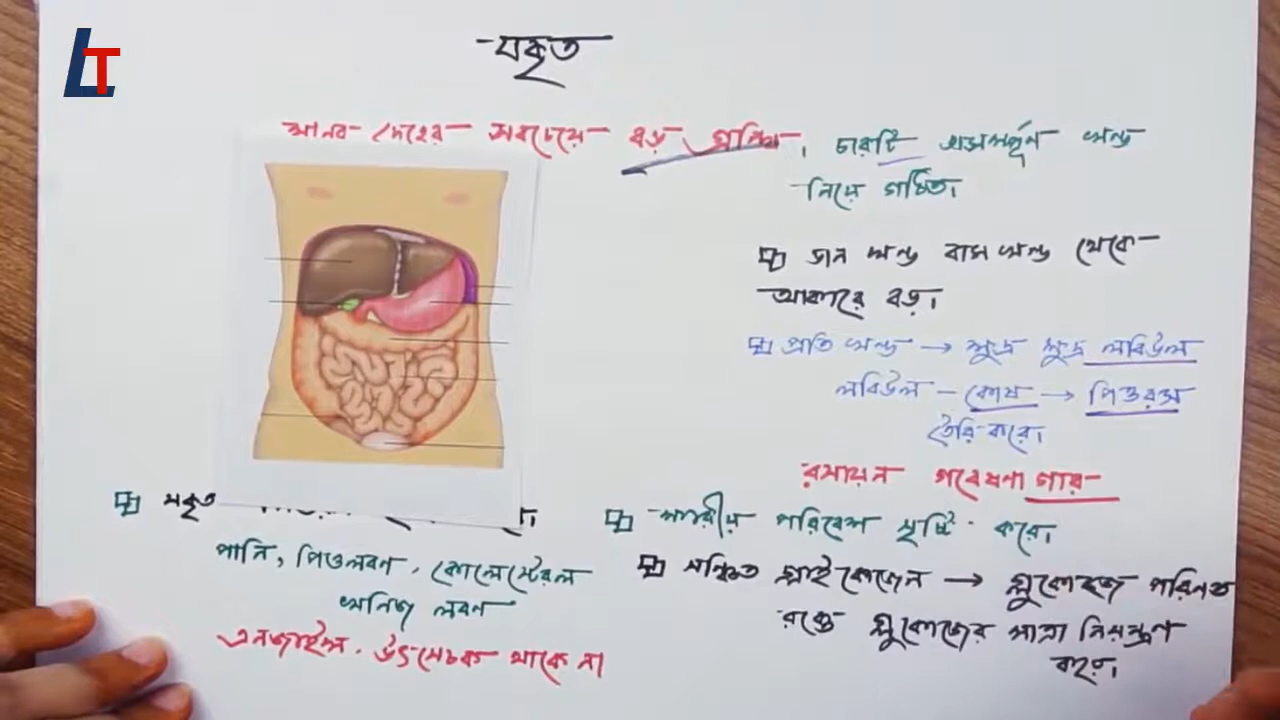 LT
যকৃত
মানব দেহের সবচেয়ে বড় গ্রন্থি, চারটি অসম্পূর্ণ খন্ড
নিয়ে গঠিত।
ডান খন্ড বাম খন্ড থেকে
আকারে বড়।
প্রতি খন্ড → ক্ষুদ্র ক্ষুদ্র লবিউল
লবিউল - কোষ → পিত্তরস
তৈরি করে।
রসায়ন গবেষণা গার
যকৃত
পানি, পিত্তলবণ, কোলেস্টেরল
খনিজ লবণ
এনজাইম. উৎসেচক থাকে না
ক্ষারীয় পরিবেশ সৃষ্টি করে।
সঞ্চিত গ্লাইকোজেন → গ্লুকোজে পরিনত
রক্তে গ্লুকোজের মাত্রা নিয়ন্ত্রণ
করে।